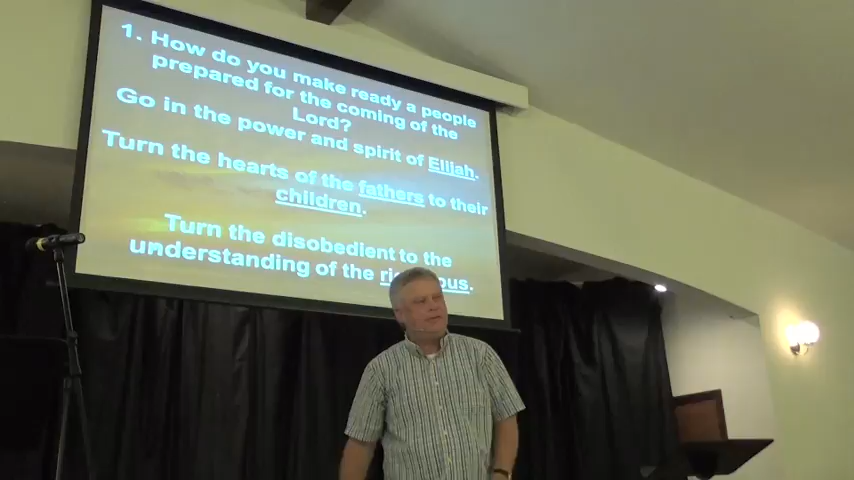 1. How do you make ready a people
prepared for the coming of the
Lord?
Go in the power and spirit of Elijah.
Turn the hearts of the fathers to their
children.
Turn the disobedient to the
understanding of the